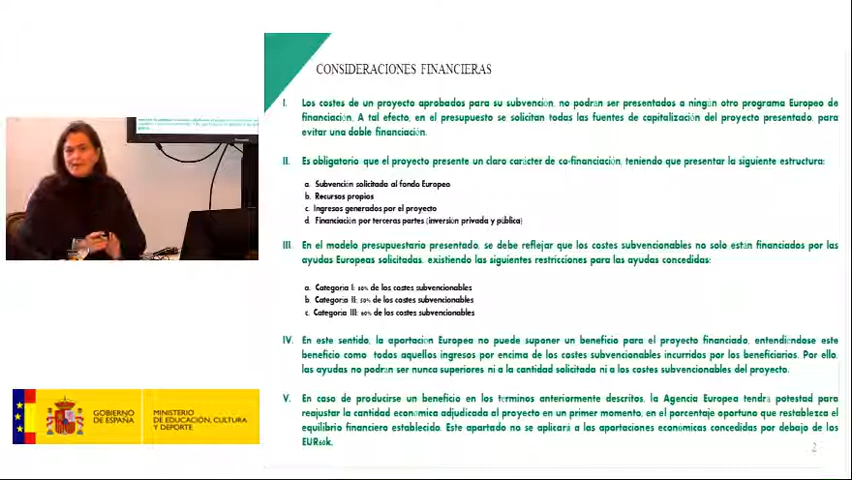 CONSIDERACIONES FINANCIERAS
I. Los costes de un proyecto aprobados para su subvención, no podrán ser presentados a ningún otro programa Europeo de
financiación. A tal efecto, en el presupuesto se solicitan todas las fuentes de capitalización del proyecto presentado, para
evitar una doble financiación.
II. Es obligatorio que el proyecto presente un claro carácter de co-financiación, teniendo que presentar la siguiente estructura:
a. Subvención solicitada al fondo Europeo
b. Recursos propios
c. Ingresos generados por el proyecto
d. Financiación por terceras partes (inversión privada y pública)
III. En el modelo presupuestario presentado, se debe reflejar que los costes subvencionables no solo están financiados por las
ayudas Europeas solicitadas, existiendo las siguientes restricciones para las ayudas concedidas:
a. Categoría I: 80% de los costes subvencionables
b. Categoría II: 50% de los costes subvencionables
c. Categoría III: 60% de los costes subvencionables
IV. En este sentido, la aportación Europea no puede suponer un beneficio para el proyecto financiado, entendiéndose este
beneficio como todos aquellos ingresos por encima de los costes subvencionables incurridos por los beneficiarios. Por ello,
las ayudas no podrán ser nunca superiores ni a la cantidad solicitada ni a los costes subvencionables del proyecto.
V. En caso de producirse un beneficio en los términos anteriormente descritos, la Agencia Europea tendrá potestad para
reajustar la cantidad económica adjudicada al proyecto en un primer momento, en el porcentaje oportuno que restablezca el
equilibrio financiero establecido. Este apartado no se aplicará a las aportaciones económicas concedidas por debajo de los
EUR60k.
2
GOBIERNO
DE ESPAÑA
MINISTERIO
DE EDUCACIÓN, CULTURA
Y DEPORTE